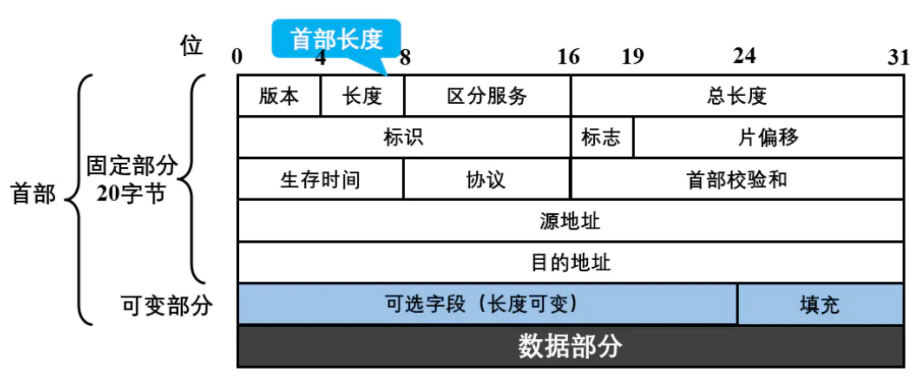 首部长度
位 0 4 8 16 19 24 31
版本 长度 区分服务 总长度
标识 标志 片偏移
固定部分
20字节
生存时间 协议 首部校验和
首部
源地址
目的地址
可变部分 可选字段（长度可变） 填充
数据部分